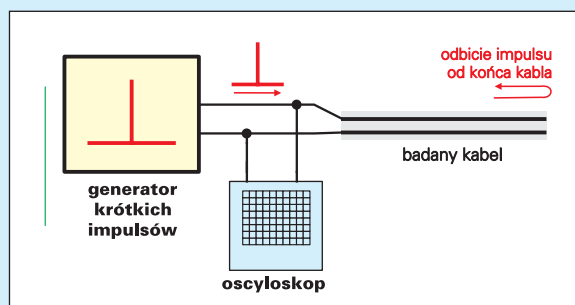 odbicie impulsu
od końca kabla
badany kabel
generator
krótkich
impulsów
oscyloskop